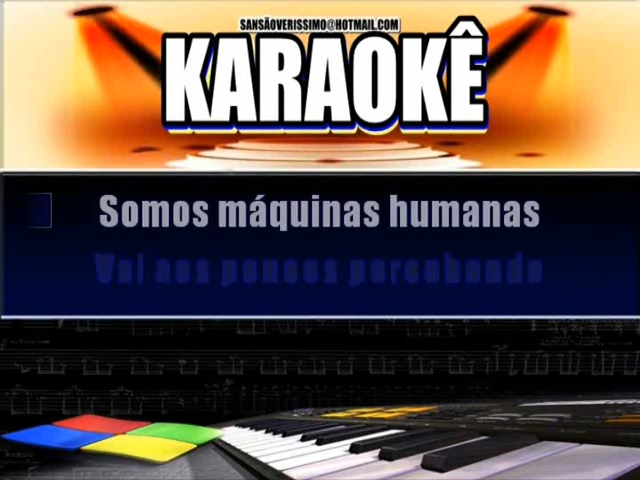 SANSÃOVERISSIMO@HOTMAIL.COM
KARAOKÊ
Somos máquinas humanas
Vai aos poucos percebendo